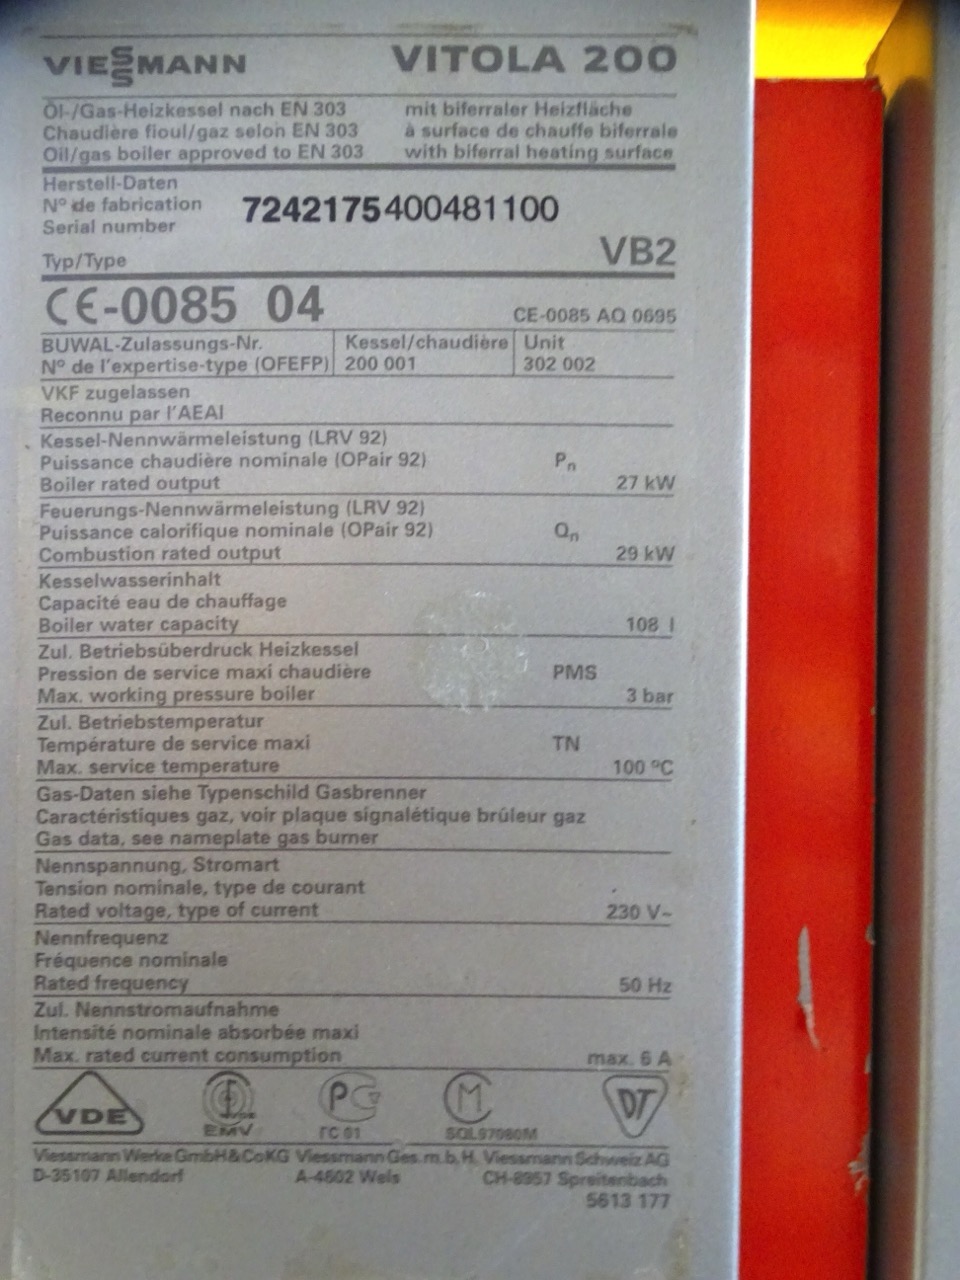 VIESSMANN VITOLA 200
Öl-/Gas-Heizkessel nach EN 303 mit biferraler Heizfläche
Chaudière fioul/gaz selon EN 303 à surface de chauffe biferrale
Oil/gas boiler approved to EN 303 with biferral heating surface
Herstell-Daten
N° de fabrication 7242175400481100
Serial number
Typ/Type VB2
CE-0085 04 CE-0085 AQ 0695
BUWAL-Zulassungs-Nr. Kessel/chaudière Unit
N° de l'expertise-type (OFEFP) 200 001 302 002
VKF zugelassen
Reconnu par l'AEAI
Kessel-Nennwärmeleistung (LRV 92)
Puissance chaudière nominale (OPair 92) Pn
Boiler rated output 27 kW
Feuerungs-Nennwärmeleistung (LRV 92)
Puissance calorifique nominale (OPair 92) Qn
Combustion rated output 29 kW
Kesselwasserinhalt
Capacité eau de chauffage
Boiler water capacity 108 l
Zul. Betriebsüberdruck Heizkessel
Pression de service maxi chaudière PMS
Max. working pressure boiler 3 bar
Zul. Betriebstemperatur
Température de service maxi TN
Max. service temperature 100 °C
Gas-Daten siehe Typenschild Gasbrenner
Caractéristiques gaz, voir plaque signalétique brûleur gaz
Gas data, see nameplate gas burner
Nennspannung, Stromart
Tension nominale, type de courant
Rated voltage, type of current 230 V~
Nennfrequenz
Fréquence nominale
Rated frequency 50 Hz
Zul. Nennstromaufnahme
Intensité nominale absorbée maxi
Max. rated current consumption max. 6 A
VDE VDE PG M DT
EMV ГС 01 SQL97080M
Viessmann Werke GmbH&CoKG Viessmann Ges.m.b.H. Viessmann Schweiz AG
D-35107 Allendorf A-4602 Wels CH-8957 Spreitenbach
5613 177